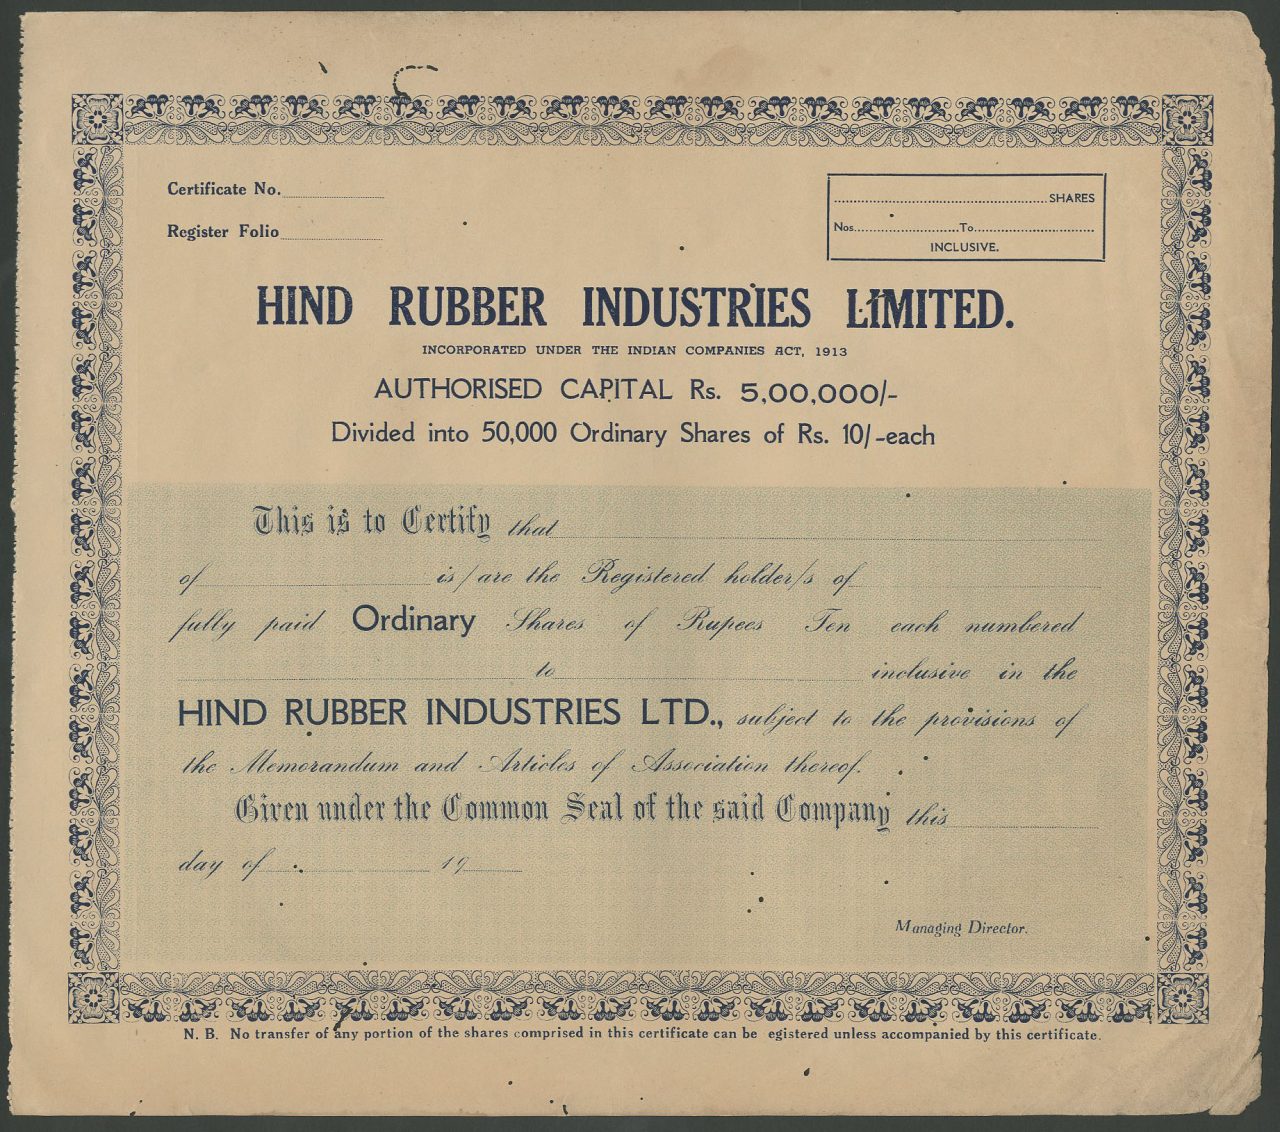 Certificate No.
Register Folio
SHARES
Nos. To
INCLUSIVE.
HIND RUBBER INDUSTRIES LIMITED.
INCORPORATED UNDER THE INDIAN COMPANIES ACT, 1913
AUTHORISED CAPITAL Rs. 5,00,000/-
Divided into 50,000 Ordinary Shares of Rs. 10/-each
This is to Certify that
of is/are the Registered holder/s of
fully paid Ordinary Shares of Rupees Ten each numbered
to inclusive in the
HIND RUBBER INDUSTRIES LTD., subject to the provisions of
the Memorandum and Articles of Association thereof.
Given under the Common Seal of the said Company this
day of 19
Managing Director.
N. B. No transfer of any portion of the shares comprised in this certificate can be egistered unless accompanied by this certificate.